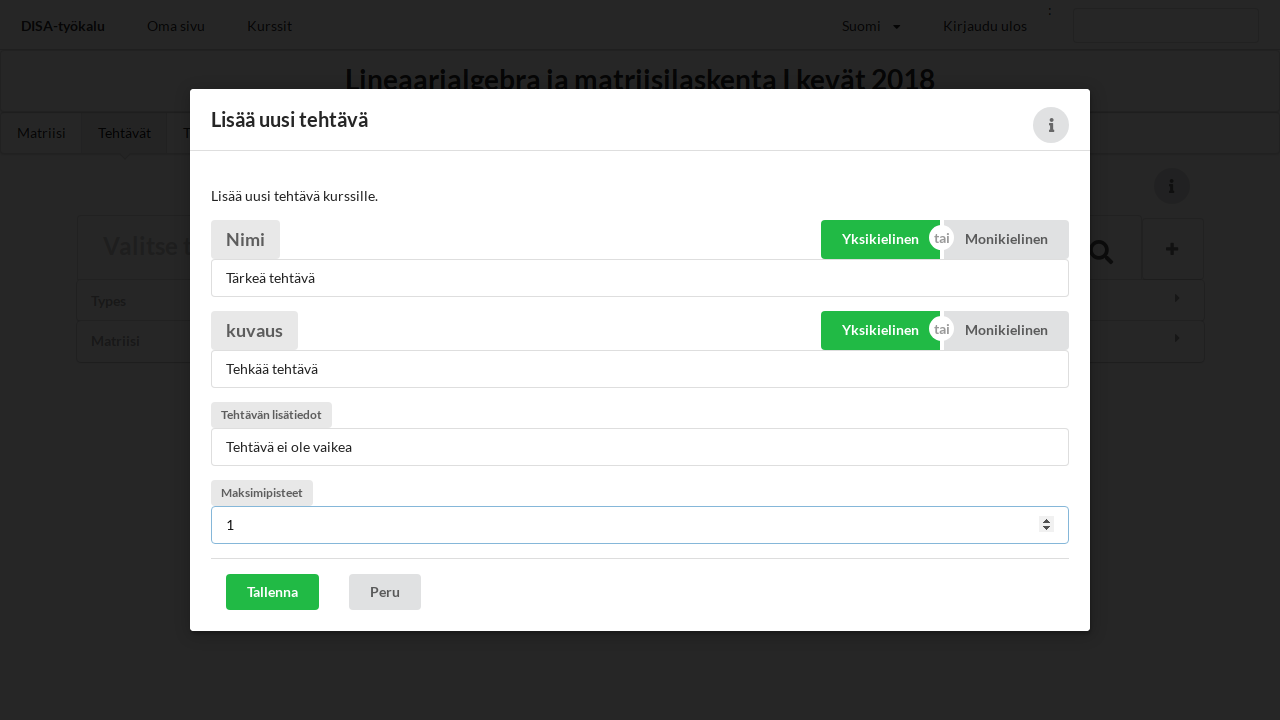 DISA-työkalu Oma sivu Kurssit Suomi Kirjaudu ulos :
Lineaarialgebra ja matriisilaskenta I kevät 2018
Matriisi Tehtävät
Lisää uusi tehtävä
Lisää uusi tehtävä kurssille.
Nimi Yksikielinen tai Monikielinen
Tärkeä tehtävä
kuvaus Yksikielinen tai Monikielinen
Tehkää tehtävä
Tehtävän lisätiedot
Tehtävä ei ole vaikea
Maksimipisteet
1
Tallenna Peru
Valitse
Types
Matriisi